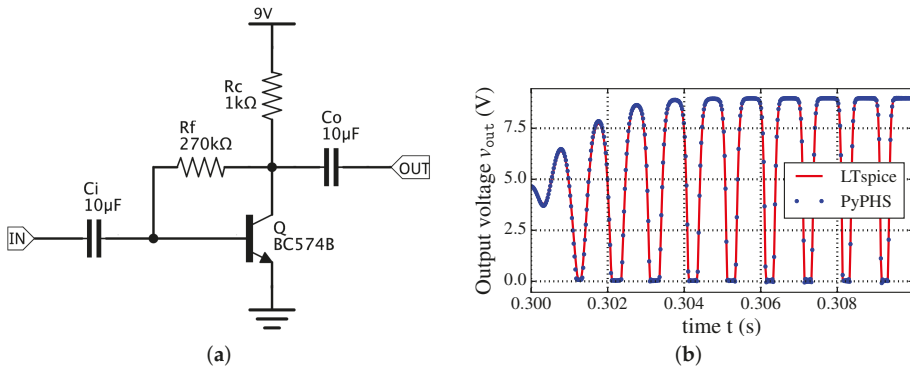 9V
Rc
1kΩ
Co
10μF
Rf
270kΩ
OUT
Ci
10μF
Q
BC574B
IN
(a)
Output voltage vout (V)
7.5
5.0
2.5
0.0
LTspice
PyPHS
0.300
0.302
0.304
0.306
0.308
time t (s)
(b)